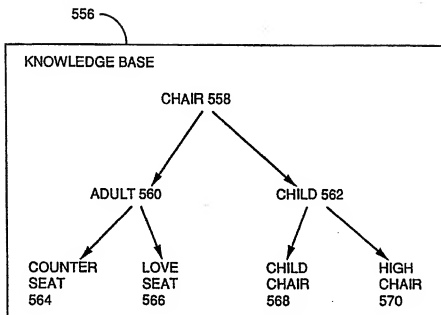 556
KNOWLEDGE BASE
CHAIR 558
ADULT 560
CHILD 562
COUNTER
SEAT
564
LOVE
SEAT
566
CHILD
CHAIR
568
HIGH
CHAIR
570